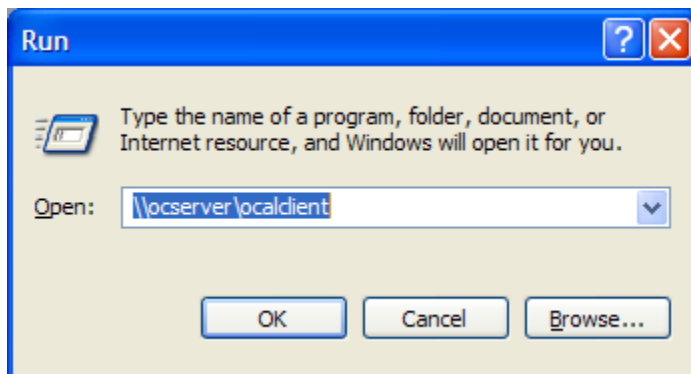 Run
Type the name of a program, folder, document, or
Internet resource, and Windows will open it for you.
Open: \\ocserver\ocalclient
OK Cancel Browse...